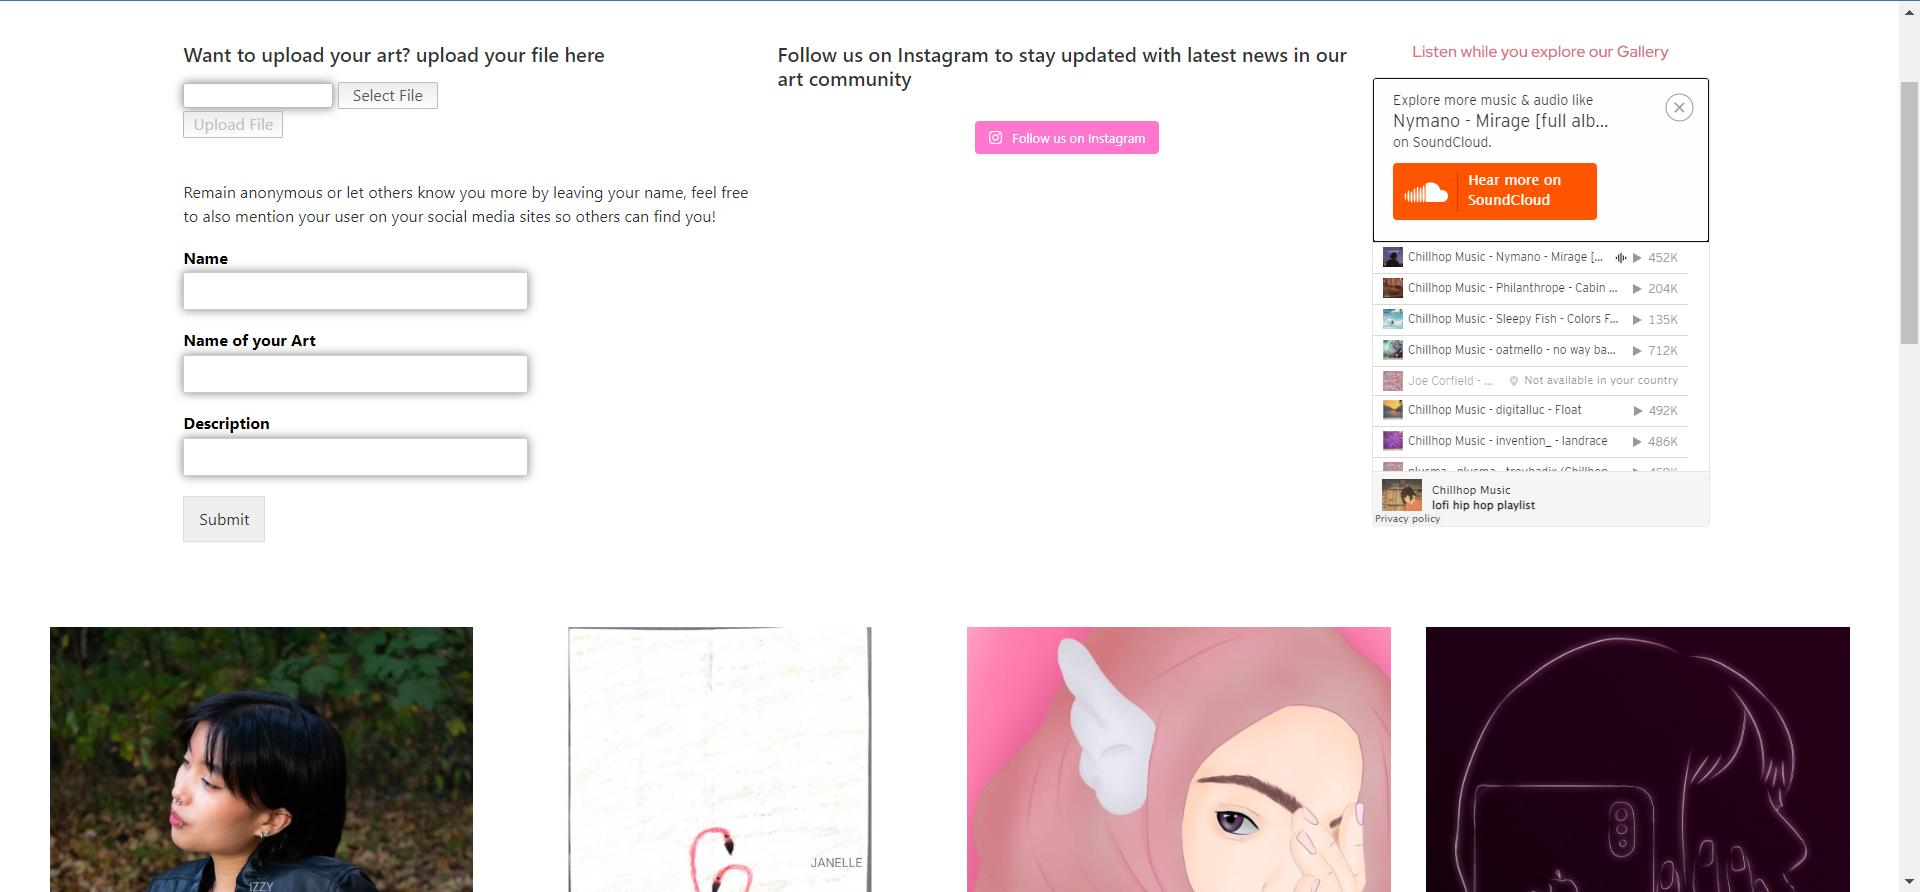 Want to upload your art? upload your file here
Select File
Upload File
Remain anonymous or let others know you more by leaving your name, feel free
to also mention your user on your social media sites so others can find you!
Name
Name of your Art
Description
Submit
Follow us on Instagram to stay updated with latest news in our
art community
Follow us on Instagram
Listen while you explore our Gallery
Explore more music & audio like
Nymano - Mirage [full alb...
on SoundCloud.
Hear more on
SoundCloud
Chillhop Music - Nymano - Mirage [... 452K
Chillhop Music - Philanthrope - Cabin ... 204K
Chillhop Music - Sleepy Fish - Colors F... 135K
Chillhop Music - oatmello - no way ba... 712K
Joe Corfield - ... Not available in your country
Chillhop Music - digitalluc - Float 492K
Chillhop Music - invention_ - landrace 486K
Chillhop Music
lofi hip hop playlist
Privacy policy
IZZY
JANELLE